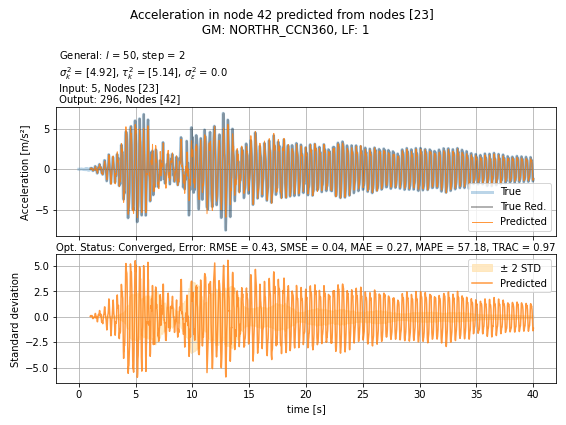 Acceleration in node 42 predicted from nodes [23]
GM: NORTHR_CCN360, LF: 1
General: l = 50, step = 2
σ²ₖ = [4.92], τ²ₖ = [5.14], σ²ₑ = 0.0
Input: 5, Nodes [23]
Output: 296, Nodes [42]
Acceleration [m/s²]
5
0
−5
True
True Red.
Predicted
Opt. Status: Converged, Error: RMSE = 0.43, SMSE = 0.04, MAE = 0.27, MAPE = 57.18, TRAC = 0.97
Standard deviation
5.0
2.5
0.0
−2.5
−5.0
± 2 STD
Predicted
0 5 10 15 20 25 30 35 40
time [s]